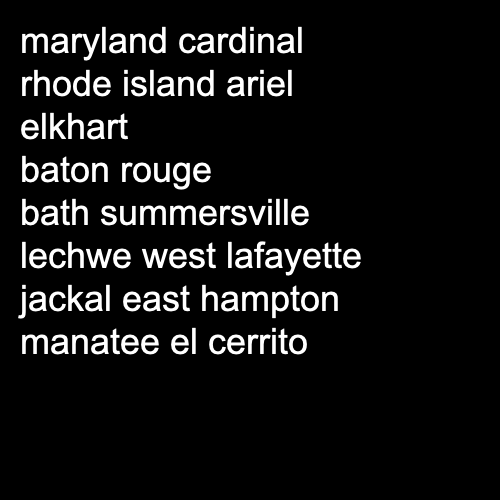 maryland cardinal
rhode island ariel
elkhart
baton rouge
bath summersville
lechwe west lafayette
jackal east hampton
manatee el cerrito